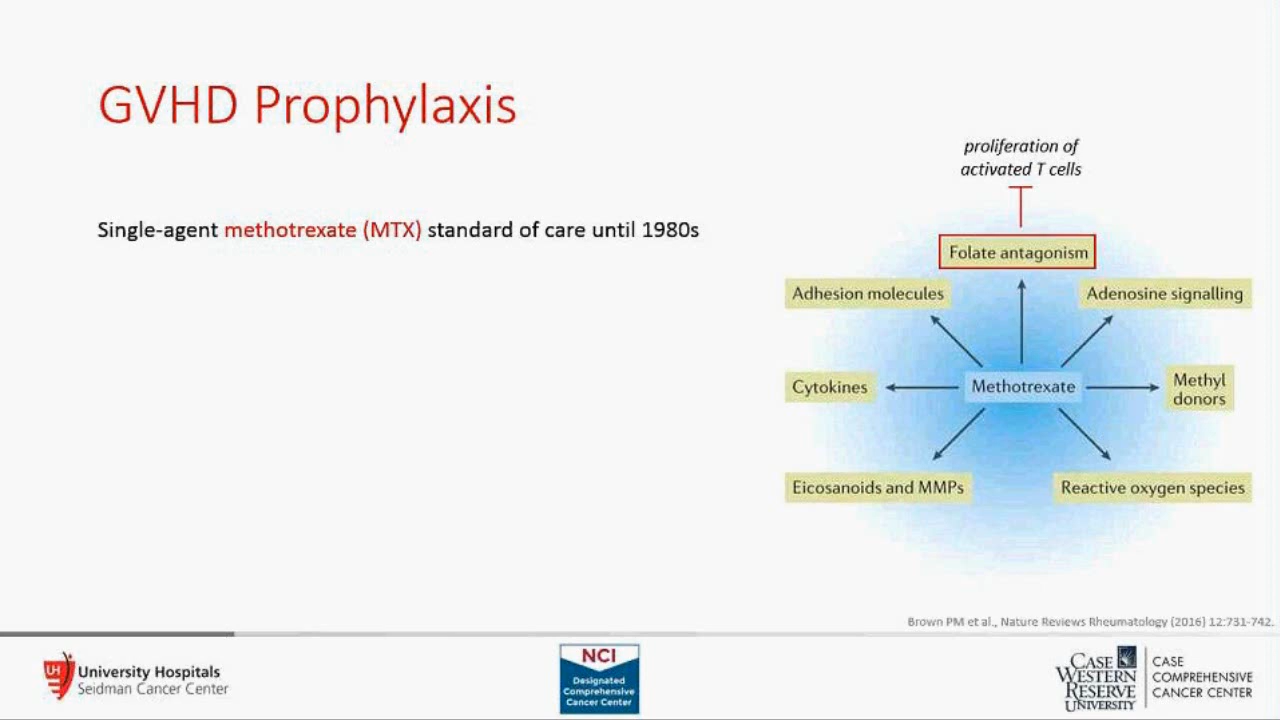 GVHD Prophylaxis
Single-agent methotrexate (MTX) standard of care until 1980s
proliferation of
activated T cells
Folate antagonism
Adhesion molecules
Adenosine signalling
Cytokines
Methotrexate
Methyl
donors
Eicosanoids and MMPs
Reactive oxygen species
Brown PM et al., Nature Reviews Rheumatology (2016) 12:731-742.
UH
University Hospitals
Seidman Cancer Center
NCI
Designated
Comprehensive
Cancer Center
CASE
WESTERN
RESERVE
UNIVERSITY
CASE
COMPREHENSIVE
CANCER CENTER